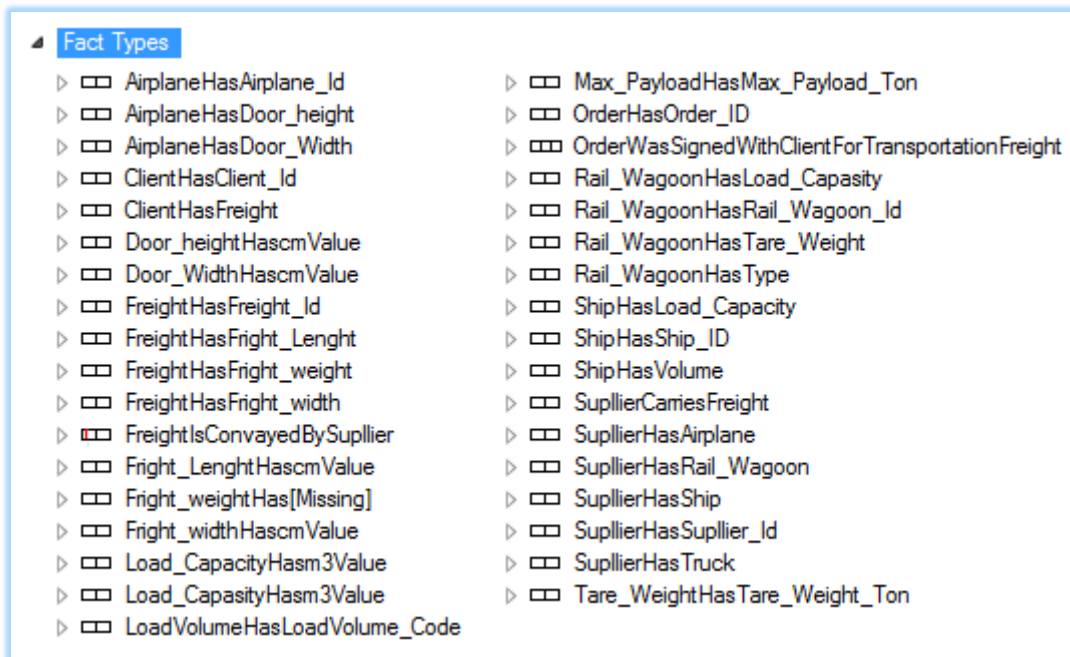 Fact Types
AirplaneHasAirplane_Id
AirplaneHasDoor_height
AirplaneHasDoor_Width
ClientHasClient_Id
ClientHasFreight
Door_heightHascmValue
Door_WidthHascmValue
FreightHasFreight_Id
FreightHasFright_Lenght
FreightHasFright_weight
FreightHasFright_width
FreightIsConvayedBySupllier
Fright_LenghtHascmValue
Fright_weightHas[Missing]
Fright_widthHascmValue
Load_CapacityHasm3Value
Load_CapasityHasm3Value
LoadVolumeHasLoadVolume_Code
Max_PayloadHasMax_Payload_Ton
OrderHasOrder_ID
OrderWasSignedWithClientForTransportationFreight
Rail_WagoonHasLoad_Capasity
Rail_WagoonHasRail_Wagoon_Id
Rail_WagoonHasTare_Weight
Rail_WagoonHasType
ShipHasLoad_Capacity
ShipHasShip_ID
ShipHasVolume
SupllierCarriesFreight
SupllierHasAirplane
SupllierHasRail_Wagoon
SupllierHasShip
SupllierHasSupllier_Id
SupllierHasTruck
Tare_WeightHasTare_Weight_Ton